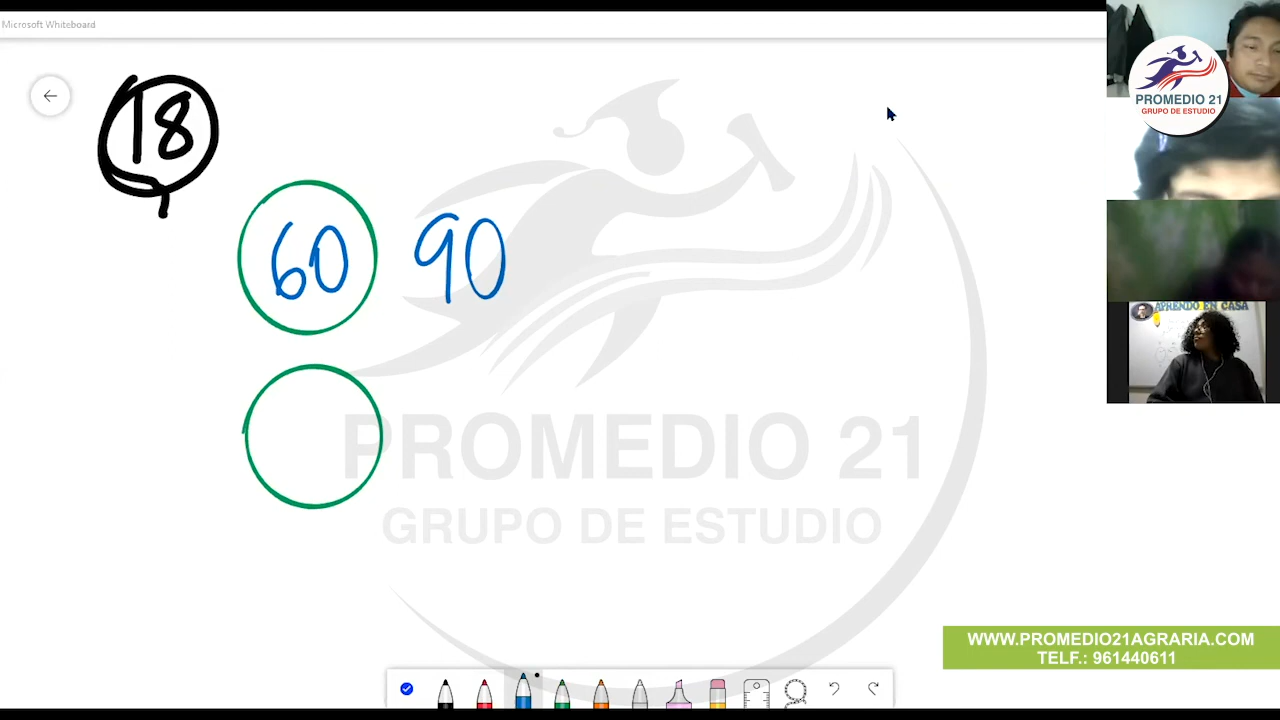 Microsoft Whiteboard
18
60 90
PROMEDIO 21
GRUPO DE ESTUDIO
PROMEDIO 21
GRUPO DE ESTUDIO
APRENDO EN CASA
WWW.PROMEDIO21AGRARIA.COM
TELF.: 961440611